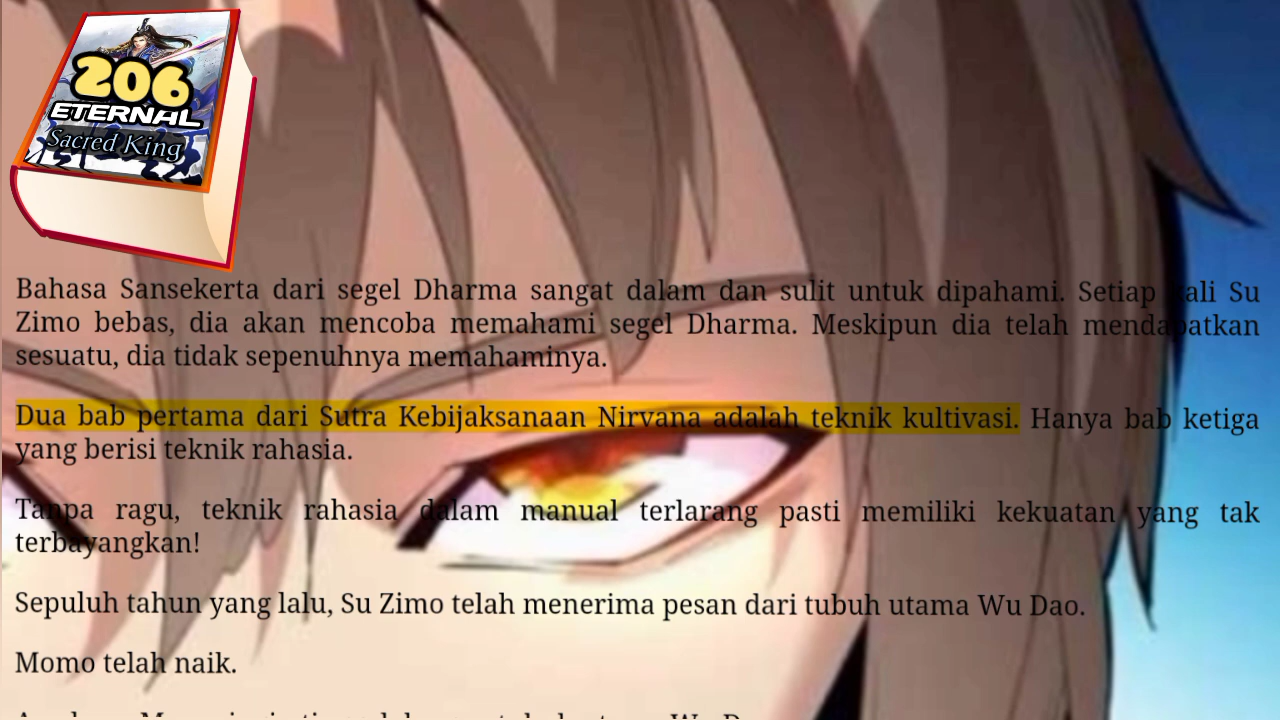 206
ETERNAL
Sacred King
Bahasa Sansekerta dari segel Dharma sangat dalam dan sulit untuk dipahami. Setiap kali Su
Zimo bebas, dia akan mencoba memahami segel Dharma. Meskipun dia telah mendapatkan
sesuatu, dia tidak sepenuhnya memahaminya.
Dua bab pertama dari Sutra Kebijaksanaan Nirvana adalah teknik kultivasi. Hanya bab ketiga
yang berisi teknik rahasia.
Tanpa ragu, teknik rahasia dalam manual terlarang pasti memiliki kekuatan yang tak
terbayangkan!
Sepuluh tahun yang lalu, Su Zimo telah menerima pesan dari tubuh utama Wu Dao.
Momo telah naik.